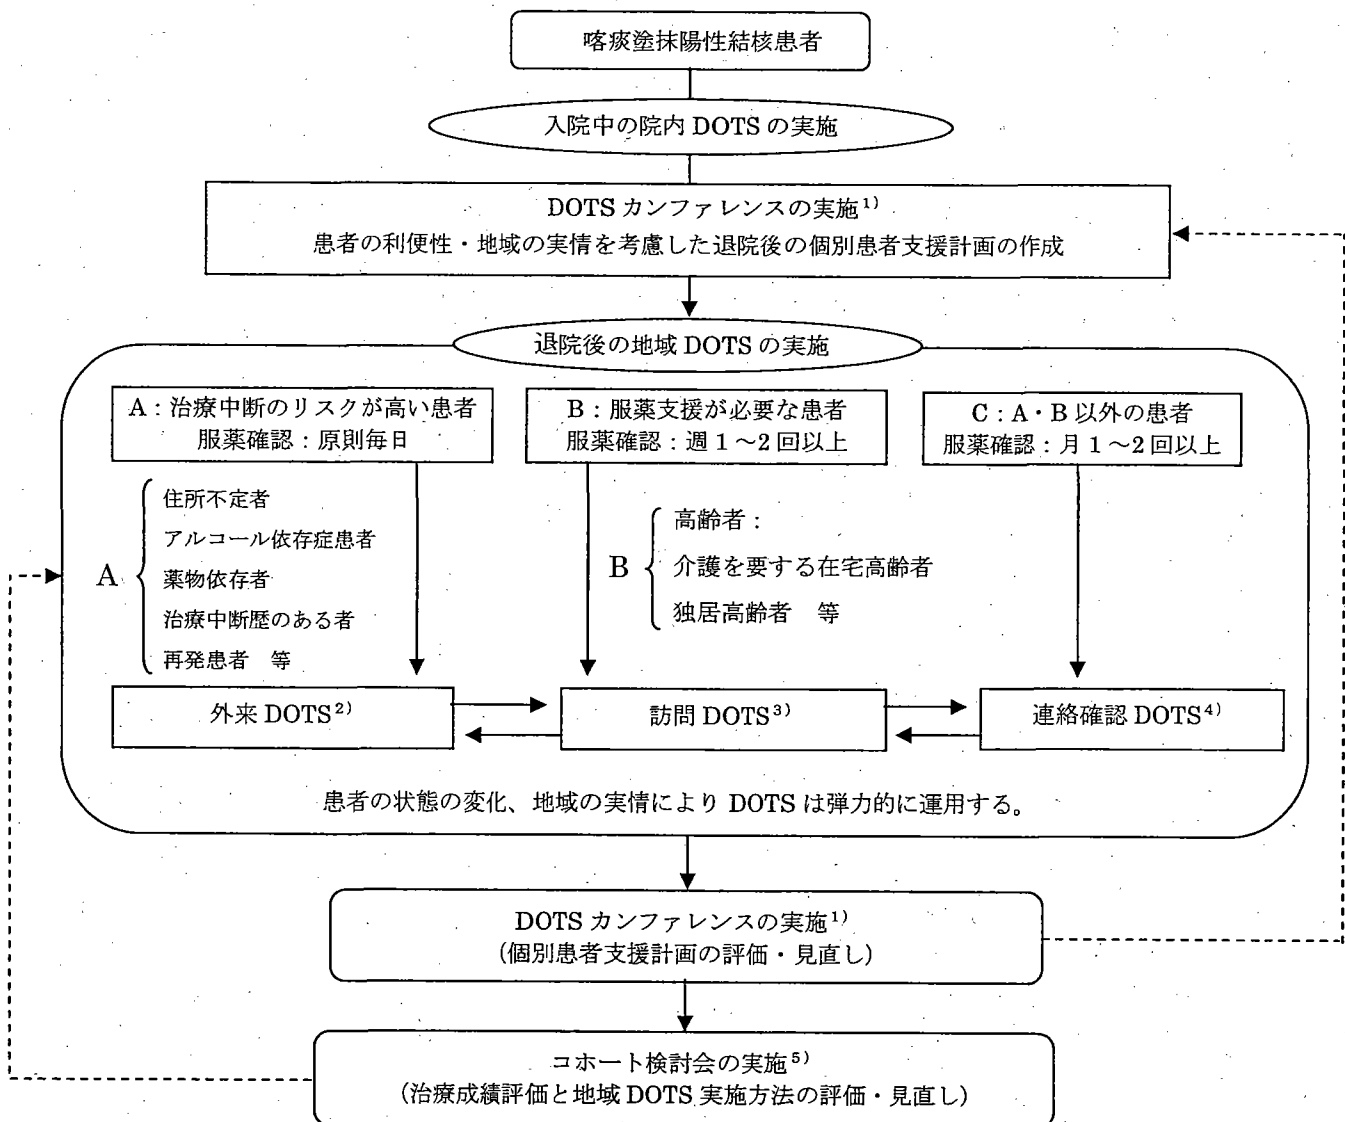 喀痰塗抹陽性結核患者
入院中の院内 DOTS の実施
DOTS カンファレンスの実施1)
患者の利便性・地域の実情を考慮した退院後の個別患者支援計画の作成
退院後の地域 DOTS の実施
A：治療中断のリスクが高い患者
服薬確認：原則毎日
B：服薬支援が必要な患者
服薬確認：週 1～2 回以上
C：A・B 以外の患者
服薬確認：月 1～2 回以上
A
住所不定者
アルコール依存症患者
薬物依存者
治療中断歴のある者
再発患者　等
B
高齢者：
介護を要する在宅高齢者
独居高齢者　等
外来 DOTS2)
訪問 DOTS3)
連絡確認 DOTS4)
患者の状態の変化、地域の実情により DOTS は弾力的に運用する。
DOTS カンファレンスの実施1)
(個別患者支援計画の評価・見直し)
コホート検討会の実施5)
(治療成績評価と地域 DOTS 実施方法の評価・見直し)